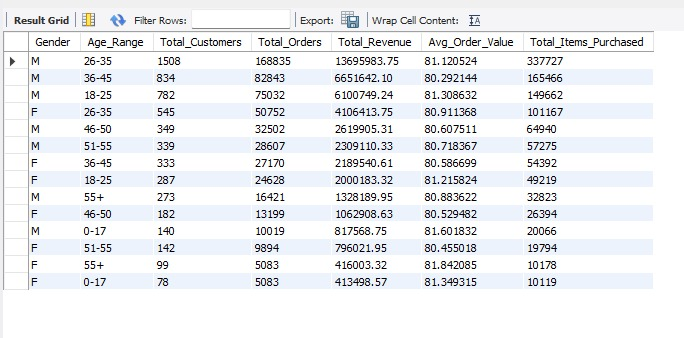 Result Grid Filter Rows: Export: Wrap Cell Content:
Gender Age_Range Total_Customers Total_Orders Total_Revenue Avg_Order_Value Total_Items_Purchased
M 26-35 1508 168835 13695983.75 81.120524 337727
M 36-45 834 82843 6651642.10 80.292144 165466
M 18-25 782 75032 6100749.24 81.308632 149662
F 26-35 545 50752 4106413.75 80.911368 101167
M 46-50 349 32502 2619905.31 80.607511 64940
M 51-55 339 28607 2309110.33 80.718367 57275
F 36-45 333 27170 2189540.61 80.586699 54392
F 18-25 287 24628 2000183.32 81.215824 49219
M 55+ 273 16421 1328189.95 80.883622 32823
F 46-50 182 13199 1062908.63 80.529482 26394
M 0-17 140 10019 817568.75 81.601832 20066
F 51-55 142 9894 796021.95 80.455018 19794
F 55+ 99 5083 416003.32 81.842085 10178
F 0-17 78 5083 413498.57 81.349315 10119